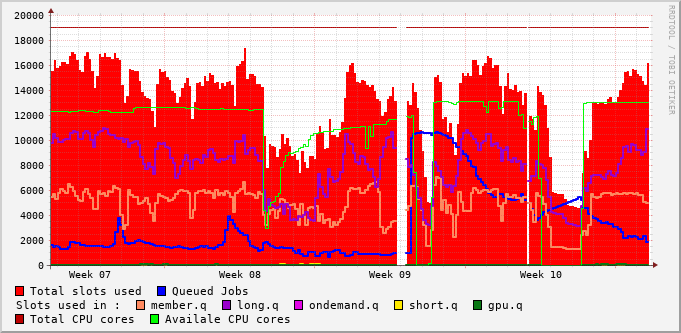 20000
18000
16000
14000
12000
10000
8000
6000
4000
2000
0
Week 07 Week 08 Week 09 Week 10
Total slots used Queued Jobs
Slots used in : member.q long.q ondemand.q short.q gpu.q
Total CPU cores Availale CPU cores
RRDTOOL / TOBI OETIKER